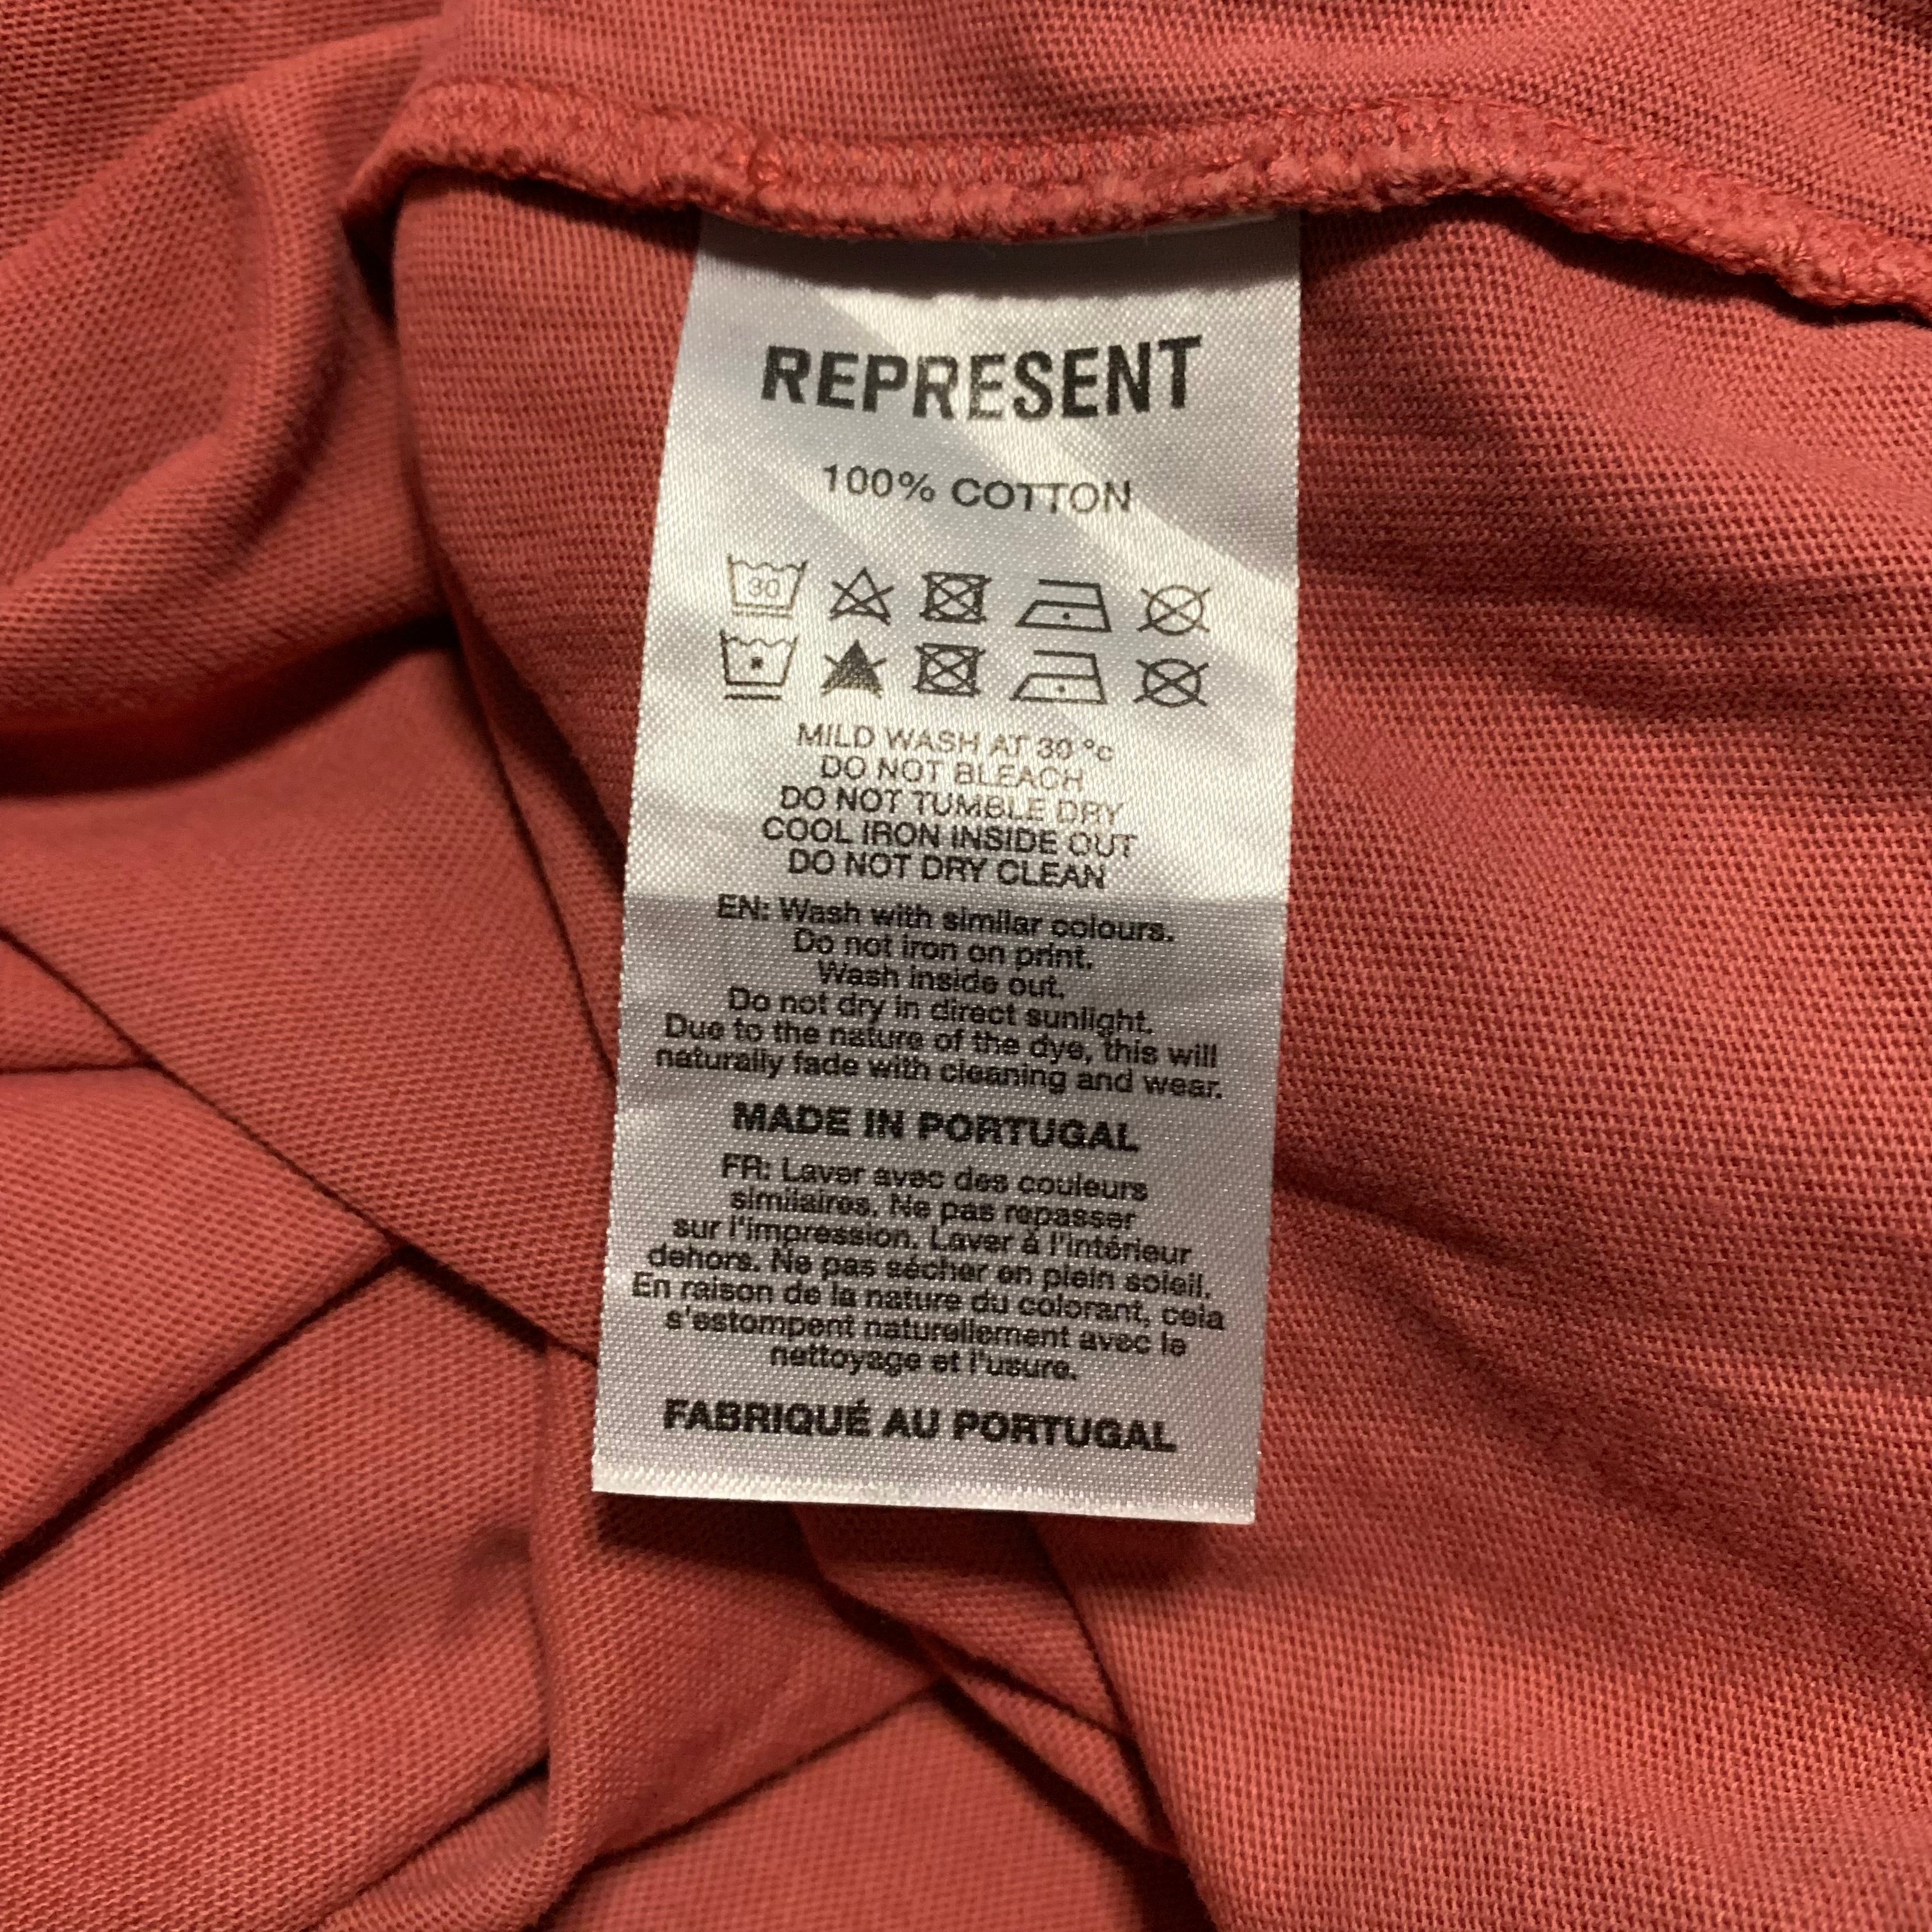 REPRESENT
100% COTTON
30
MILD WASH AT 30 °c
DO NOT BLEACH
DO NOT TUMBLE DRY
COOL IRON INSIDE OUT
DO NOT DRY CLEAN
EN: Wash with similar colours.
Do not iron on print.
Wash inside out.
Do not dry in direct sunlight.
Due to the nature of the dye, this will
naturally fade with cleaning and wear.
MADE IN PORTUGAL
FR: Laver avec des couleurs
similaires. Ne pas repasser
sur l'impression. Laver à l'intérieur
dehors. Ne pas sécher en plein soleil.
En raison de la nature du colorant, cela
s'estompent naturellement avec le
nettoyage et l'usure.
FABRIQUÉ AU PORTUGAL